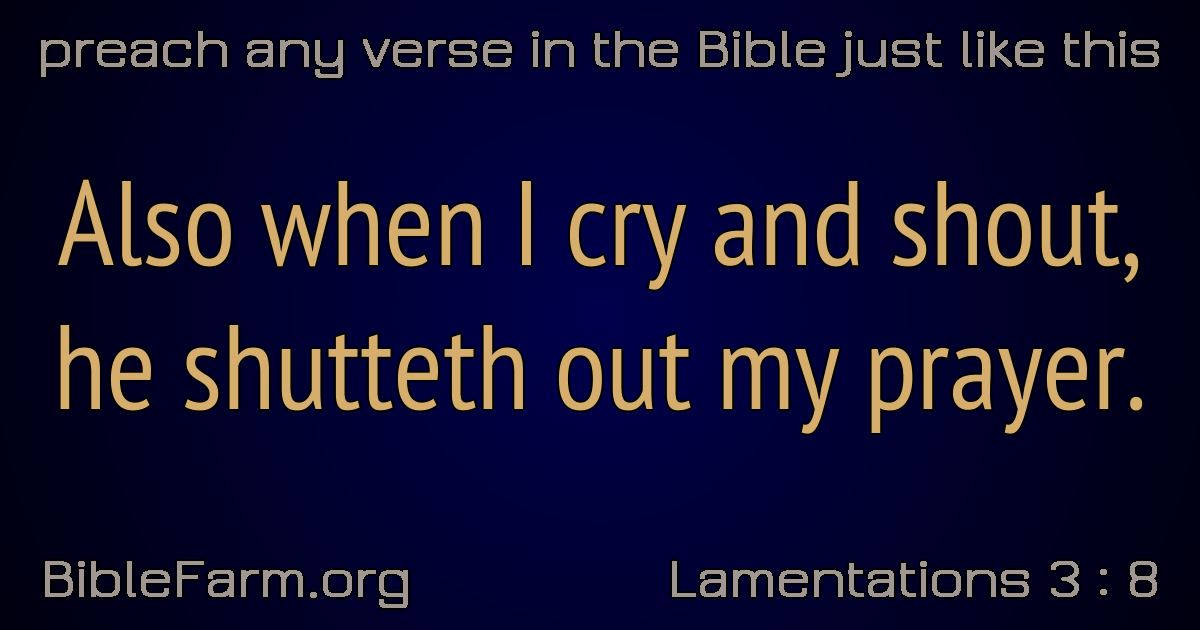 preach any verse in the Bible just like this
Also when I cry and shout,
he shutteth out my prayer.
BibleFarm.org
Lamentations 3 : 8